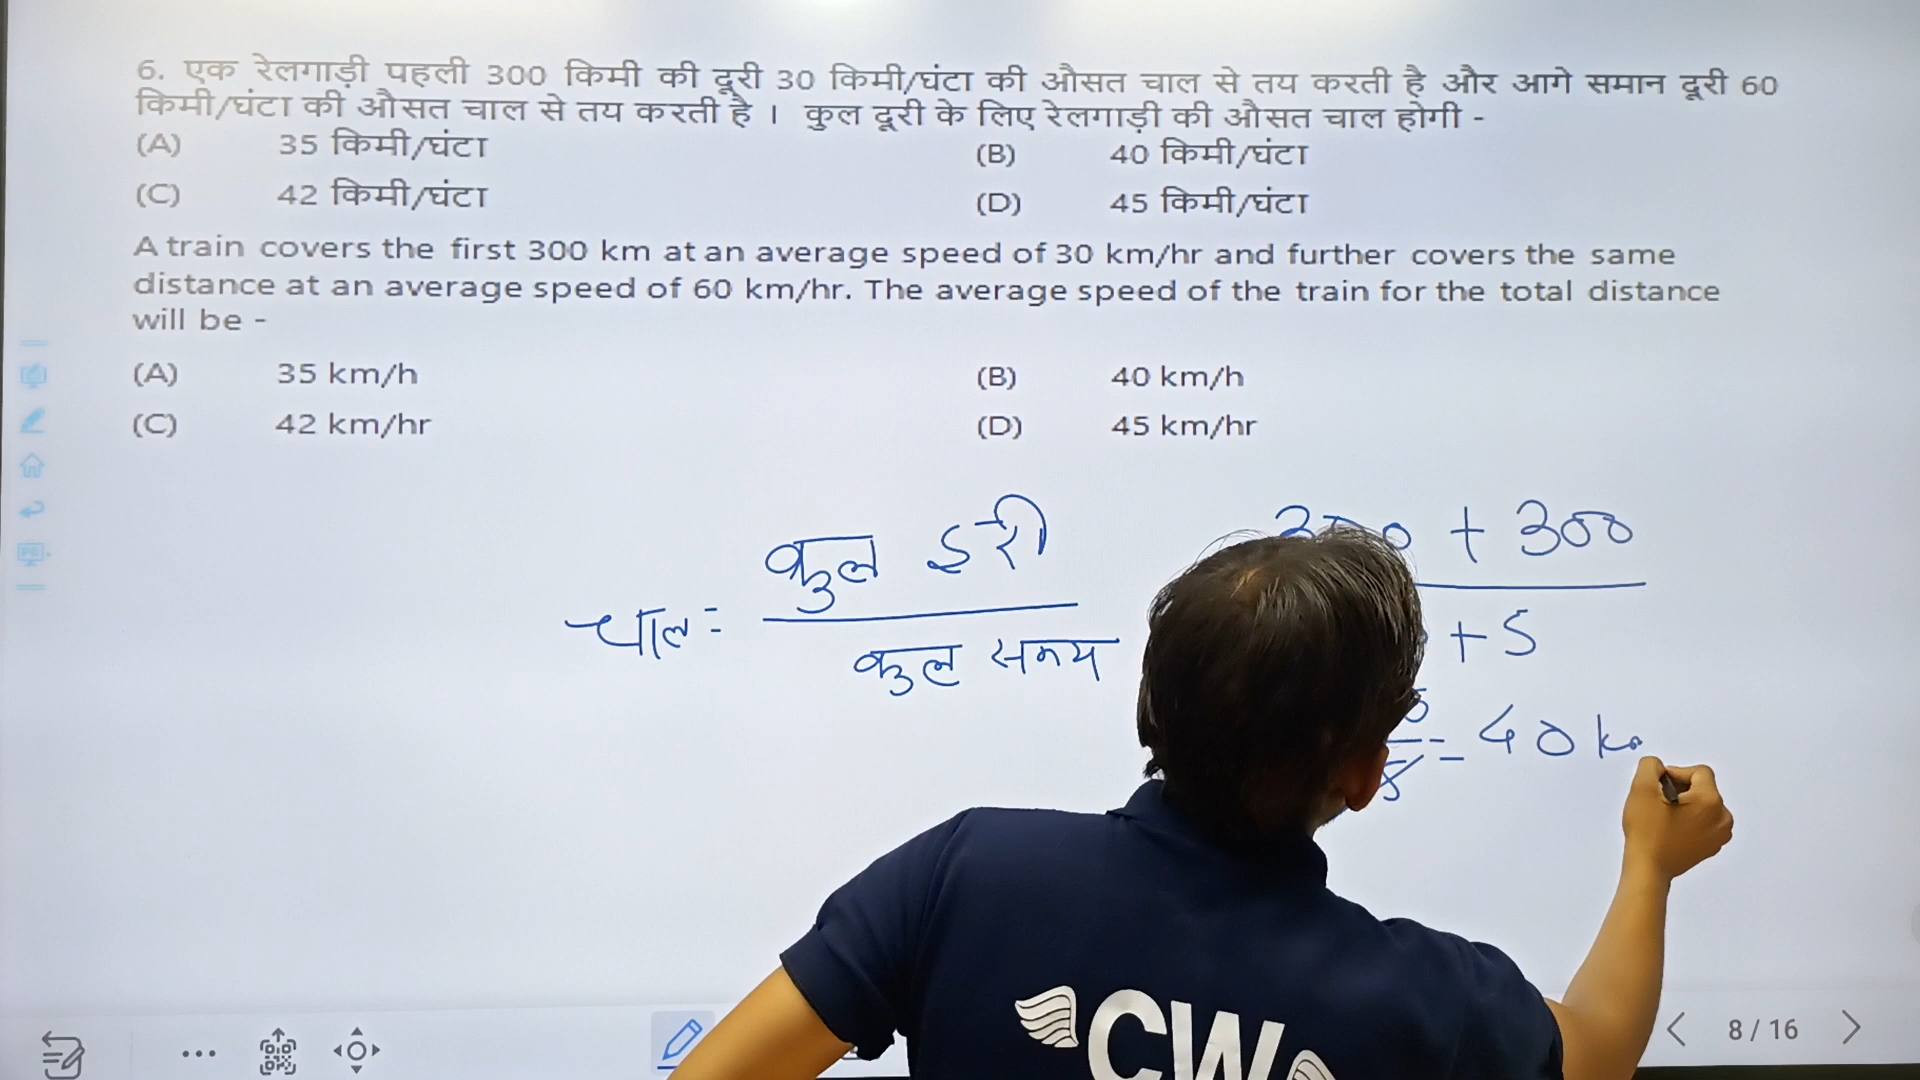 6. एक रेलगाड़ी पहली 300 किमी की दूरी 30 किमी/घंटा की औसत चाल से तय करती है और आगे समान दूरी 60
किमी/घंटा की औसत चाल से तय करती है । कुल दूरी के लिए रेलगाड़ी की औसत चाल होगी -
(A) 35 किमी/घंटा (B) 40 किमी/घंटा
(C) 42 किमी/घंटा (D) 45 किमी/घंटा
A train covers the first 300 km at an average speed of 30 km/hr and further covers the same
distance at an average speed of 60 km/hr. The average speed of the train for the total distance
will be -
(A) 35 km/h (B) 40 km/h
(C) 42 km/hr (D) 45 km/hr
कुल दूरी
चाल =
कुल समय
+ 300
+ 5
= 40 k
8 / 16
CW